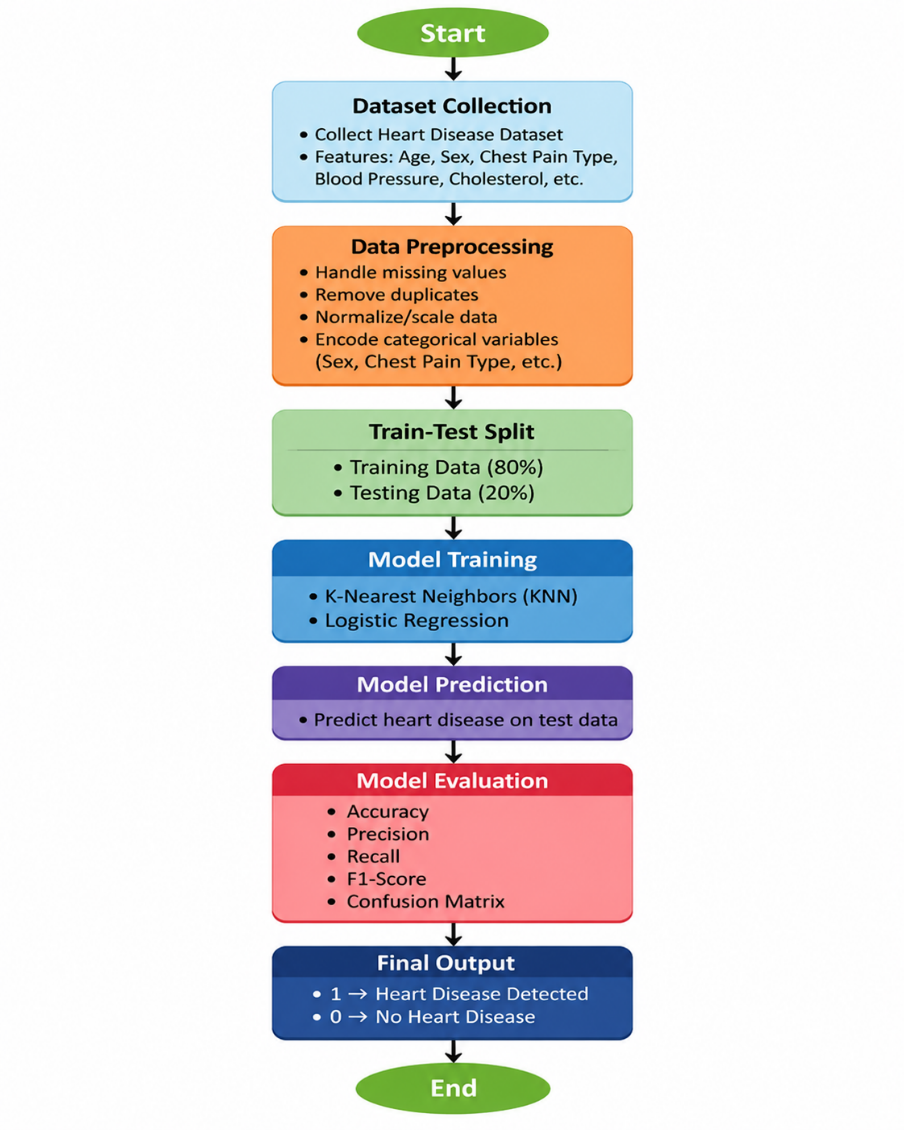 Start
Dataset Collection
• Collect Heart Disease Dataset
• Features: Age, Sex, Chest Pain Type,
Blood Pressure, Cholesterol, etc.
Data Preprocessing
• Handle missing values
• Remove duplicates
• Normalize/scale data
• Encode categorical variables
(Sex, Chest Pain Type, etc.)
Train-Test Split
• Training Data (80%)
• Testing Data (20%)
Model Training
• K-Nearest Neighbors (KNN)
• Logistic Regression
Model Prediction
• Predict heart disease on test data
Model Evaluation
• Accuracy
• Precision
• Recall
• F1-Score
• Confusion Matrix
Final Output
• 1 → Heart Disease Detected
• 0 → No Heart Disease
End